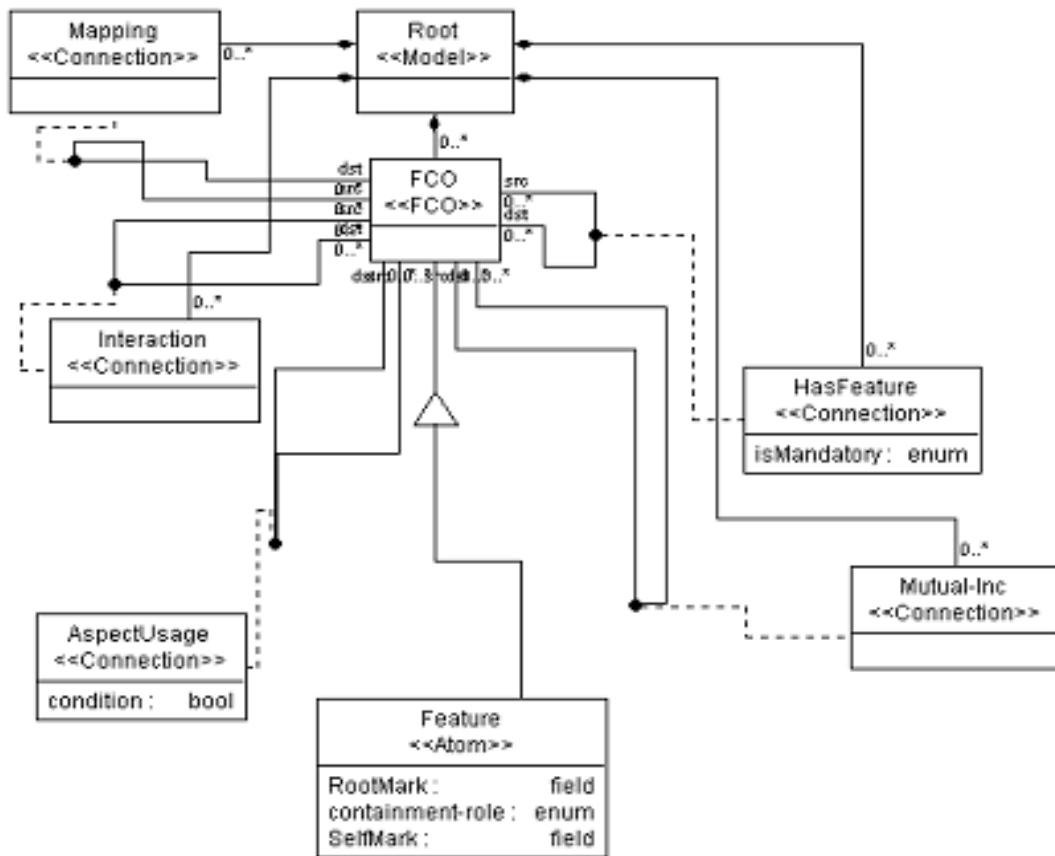 Mapping
<<Connection>>
0..*
Root
<<Model>>
0..*
dst
src
FCO
<<FCO>>
0..*
dst
0..*
0..*
0..*
Interaction
<<Connection>>
0..*
HasFeature
<<Connection>>
isMandatory : enum
0..*
Mutual-Inc
<<Connection>>
AspectUsage
<<Connection>>
condition : bool
Feature
<<Atom>>
RootMark : field
containment-role : enum
SelfMark : field